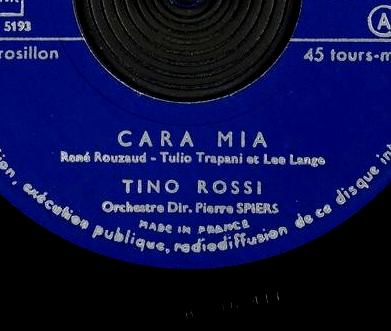 5193
rosillon
45 tours-m
A
CARA MIA
René Rouzaud - Tulio Trapani et Lee Lange
TINO ROSSI
Orchestre Dir. Pierre SPIERS
MADE IN FRANCE
tion, exécution publique, radiodiffusion de ce disque int